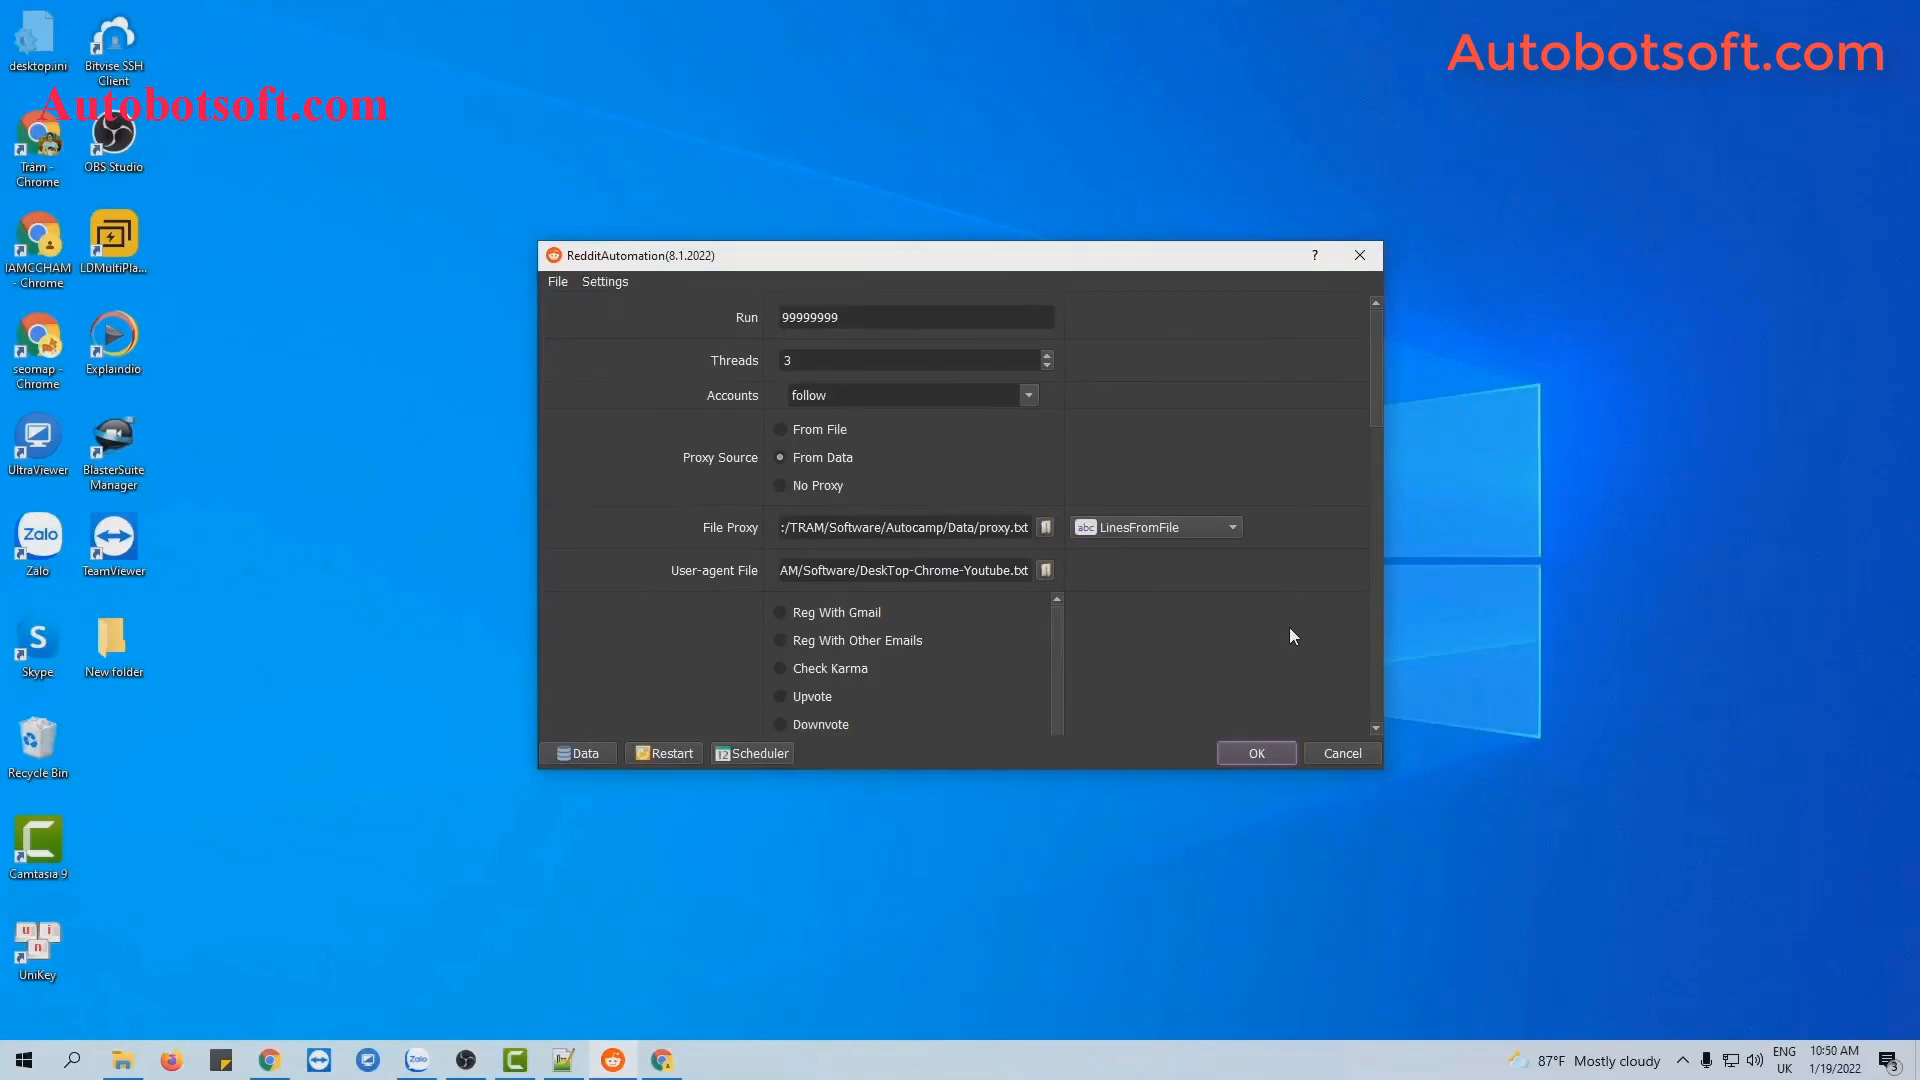 desktop.ini
Bitvise SSH
Client
Autobotsoft.com
Autobotsoft.com
Trâm -
Chrome
OBS Studio
IAMCCHAM
- Chrome
LDMultiPla...
seomap -
Chrome
Explaindio
UltraViewer
BlasterSuite
Manager
Zalo
Zalo
TeamViewer
S
Skype
New folder
Recycle Bin
C
Camtasia 9
u i
n
UniKey
RedditAutomation(8.1.2022)
?
File Settings
Run 99999999
Threads 3
Accounts follow
From File
Proxy Source From Data
No Proxy
File Proxy :/TRAM/Software/Autocamp/Data/proxy.txt abc LinesFromFile
User-agent File AM/Software/DeskTop-Chrome-Youtube.txt
Reg With Gmail
Reg With Other Emails
Check Karma
Upvote
Downvote
Data Restart 12 Scheduler OK Cancel
Zalo
87°F Mostly cloudy
ENG
UK
10:50 AM
1/19/2022
3